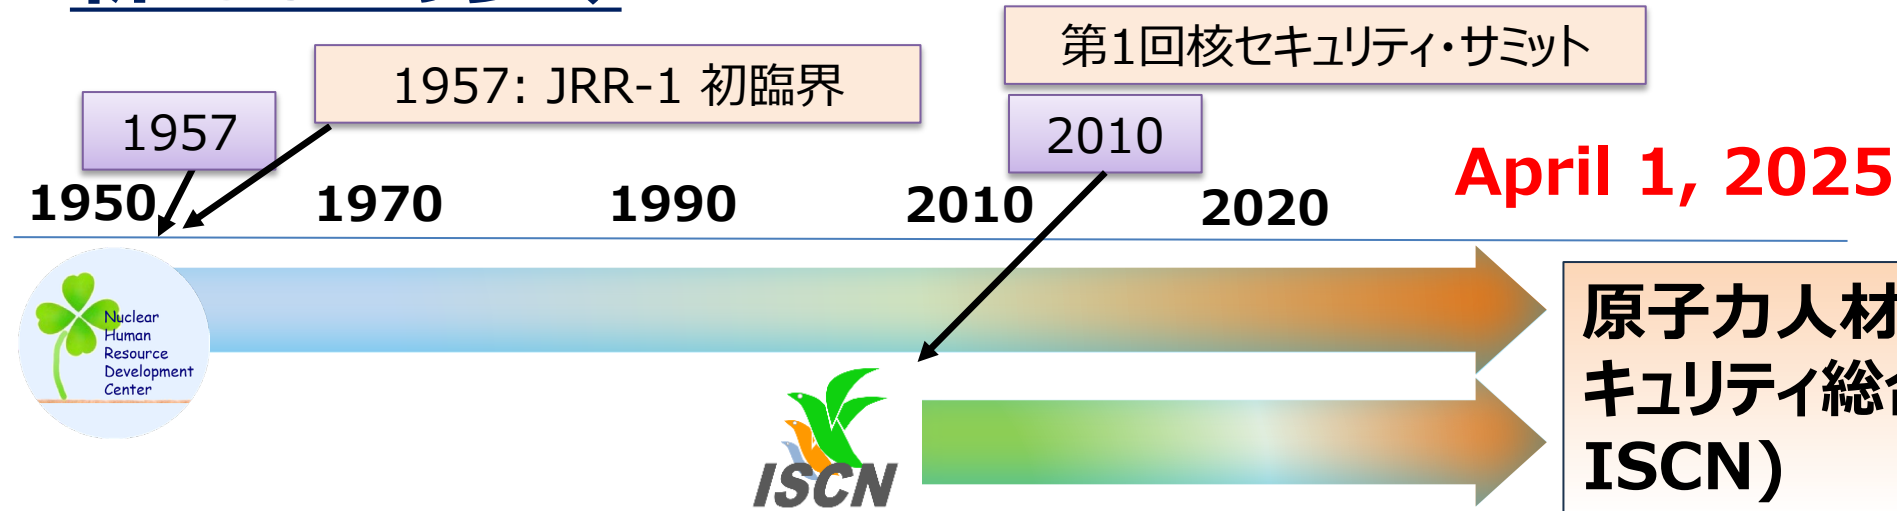 第1回核セキュリティ・サミット
1957: JRR-1 初臨界
1957
2010
April 1, 2025
1950
1970
1990
2010
2020
Nuclear
Human
Resource
Development
Center
原子力人材
キュリティ総合
ISCN)
ISCN